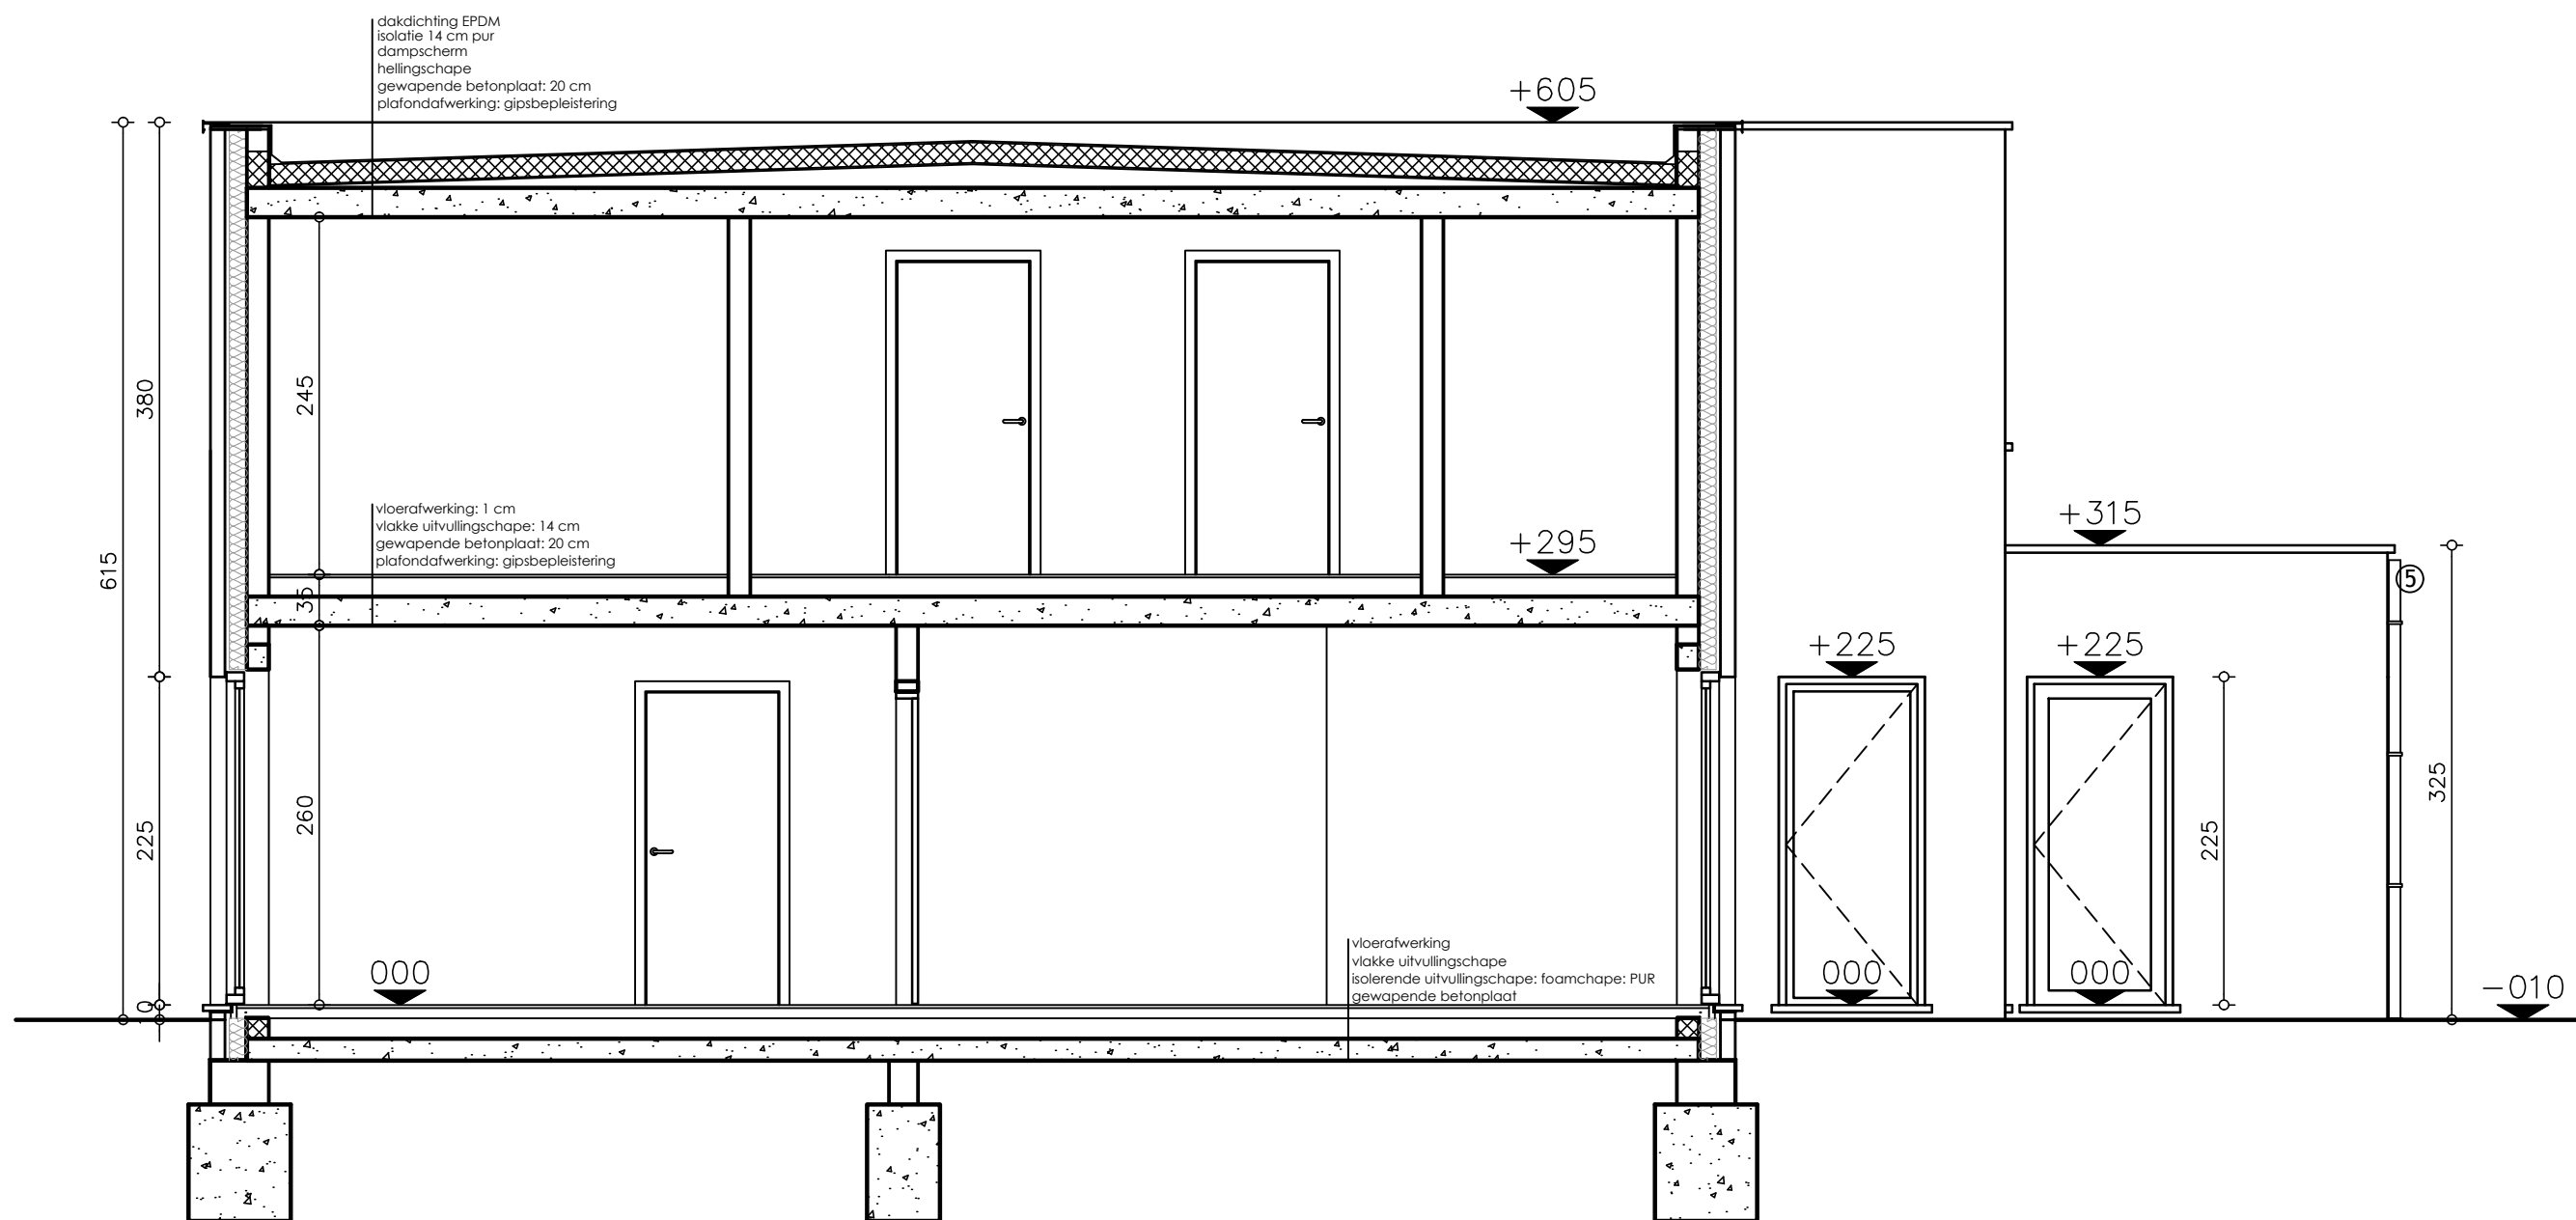 dakdichting EPDM
isolatie 14 cm pur
dampscherm
hellingschape
gewapende betonplaat: 20 cm
plafondafwerking: gipsbepleistering
+605
380
245
615
vloerafwerking: 1 cm
vlakke uitvullingschape: 14 cm
gewapende betonplaat: 20 cm
plafondafwerking: gipsbepleistering
+295
+315
35
5
+225
+225
260
225
225
325
vloerafwerking
vlakke uitvullingschape
isolerende uitvullingschape: foamchape: PUR
gewapende betonplaat
000
000
000
-010